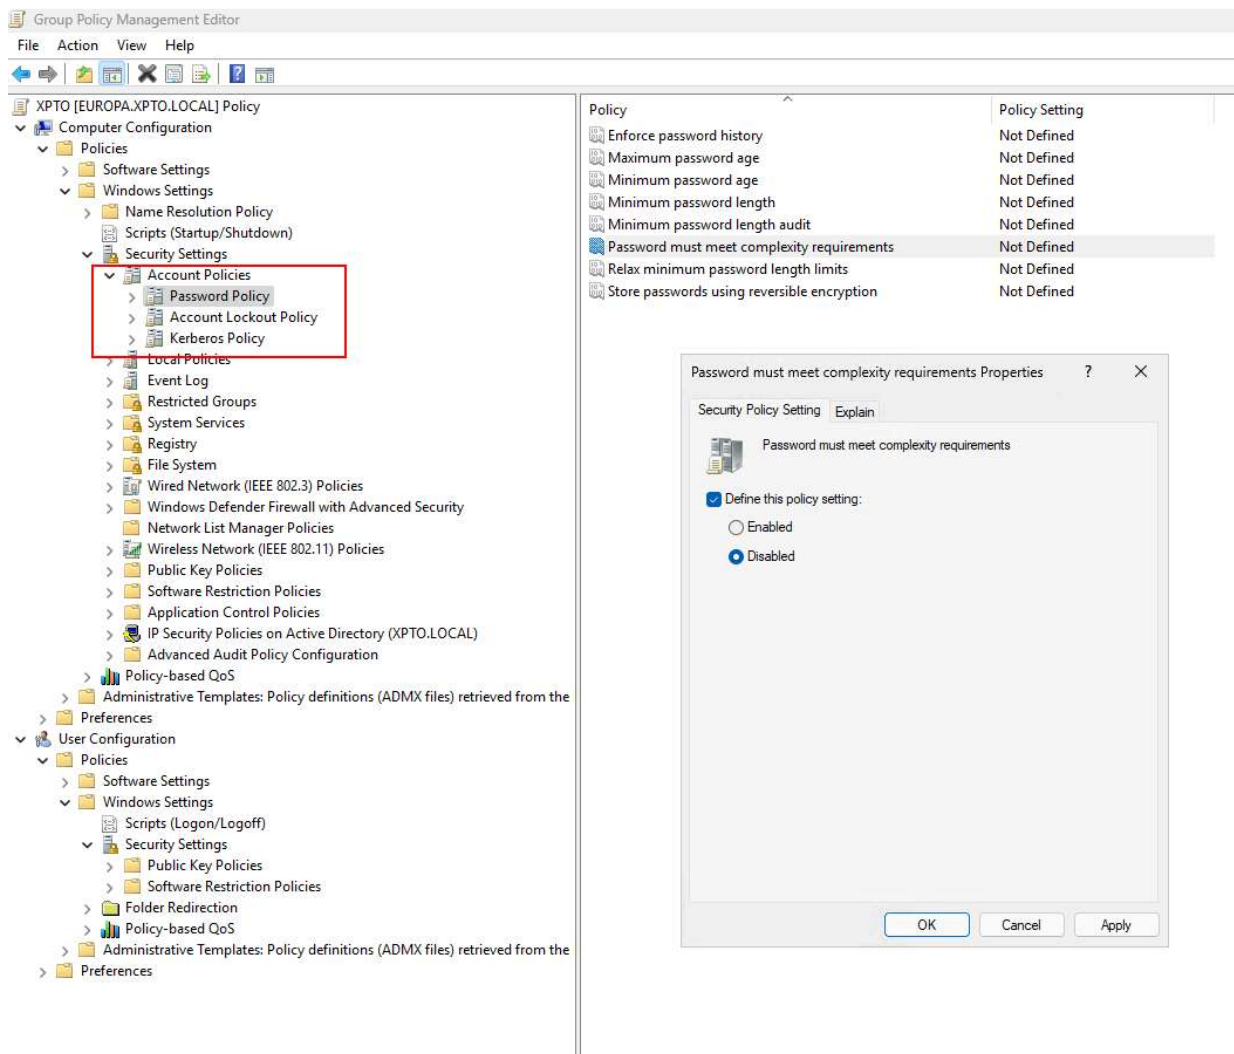 Group Policy Management Editor
File Action View Help
XPTO [EUROPA.XPTO.LOCAL] Policy
Computer Configuration
Policies
Software Settings
Windows Settings
Name Resolution Policy
Scripts (Startup/Shutdown)
Security Settings
Account Policies
Password Policy
Account Lockout Policy
Kerberos Policy
Local Policies
Event Log
Restricted Groups
System Services
Registry
File System
Wired Network (IEEE 802.3) Policies
Windows Defender Firewall with Advanced Security
Network List Manager Policies
Wireless Network (IEEE 802.11) Policies
Public Key Policies
Software Restriction Policies
Application Control Policies
IP Security Policies on Active Directory (XPTO.LOCAL)
Advanced Audit Policy Configuration
Policy-based QoS
Administrative Templates: Policy definitions (ADMX files) retrieved from the
Preferences
User Configuration
Policies
Software Settings
Windows Settings
Scripts (Logon/Logoff)
Security Settings
Public Key Policies
Software Restriction Policies
Folder Redirection
Policy-based QoS
Administrative Templates: Policy definitions (ADMX files) retrieved from the
Preferences
Policy Policy Setting
Enforce password history Not Defined
Maximum password age Not Defined
Minimum password age Not Defined
Minimum password length Not Defined
Minimum password length audit Not Defined
Password must meet complexity requirements Not Defined
Relax minimum password length limits Not Defined
Store passwords using reversible encryption Not Defined
Password must meet complexity requirements Properties ?
Security Policy Setting Explain
Password must meet complexity requirements
Define this policy setting:
Enabled
Disabled
OK Cancel Apply